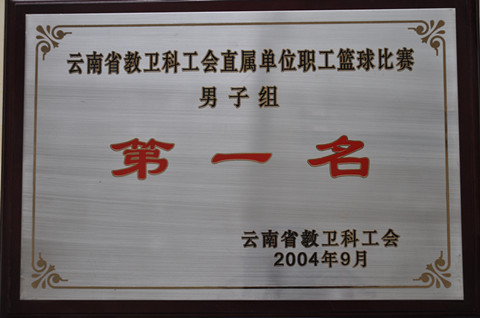 云南省教卫科工会直属单位职工篮球比赛
男子组
第一名
云南省教卫科工会
2004年9月